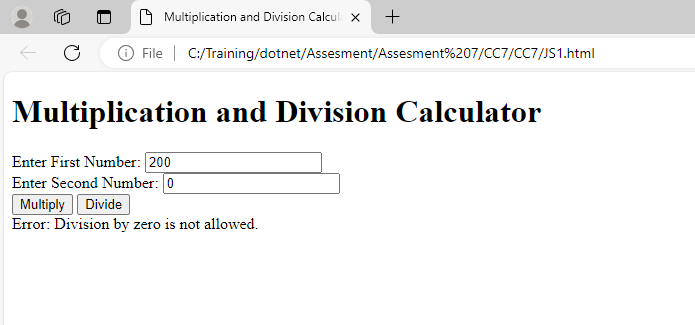 Multiplication and Division Calcul
File
C:/Training/dotnet/Assesment/Assesment%207/CC7/CC7/JS1.html
Multiplication and Division Calculator
Enter First Number: 200
Enter Second Number: 0
Multiply Divide
Error: Division by zero is not allowed.